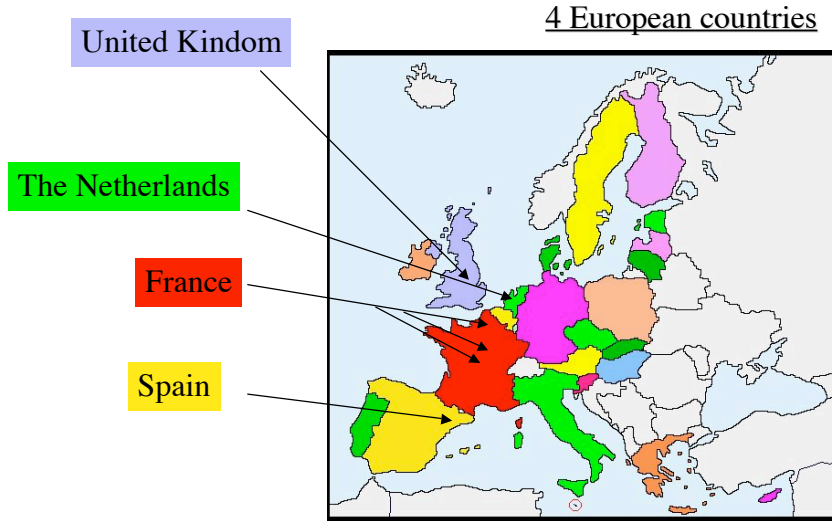 4 European countries
United Kindom
The Netherlands
France
Spain